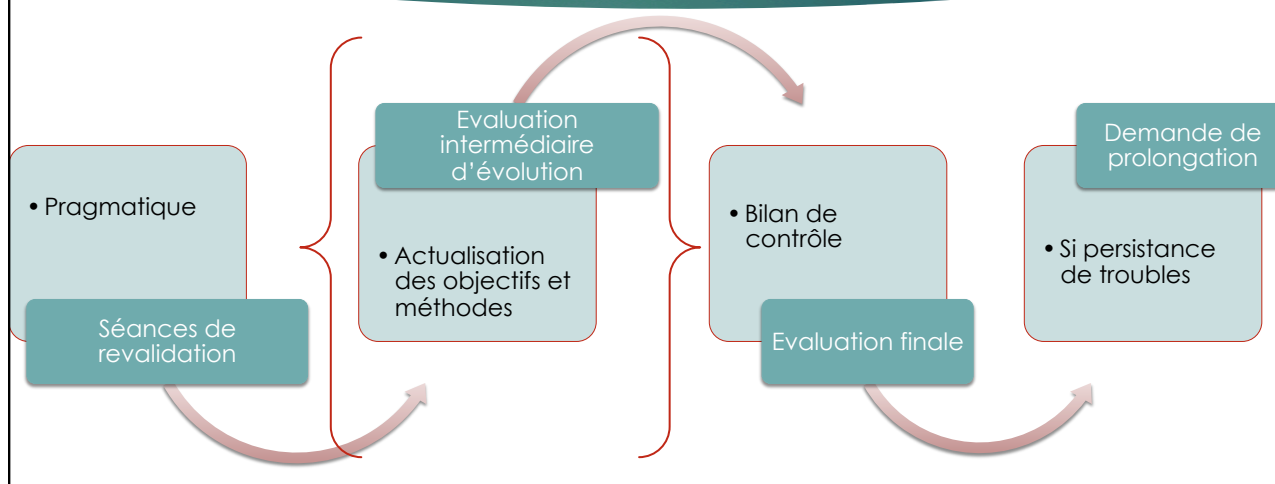 • Pragmatique
Séances de
revalidation
Evaluation
intermédiaire
d’évolution
• Actualisation
des objectifs et
méthodes
• Bilan de
contrôle
Evaluation finale
Demande de
prolongation
• Si persistance
de troubles